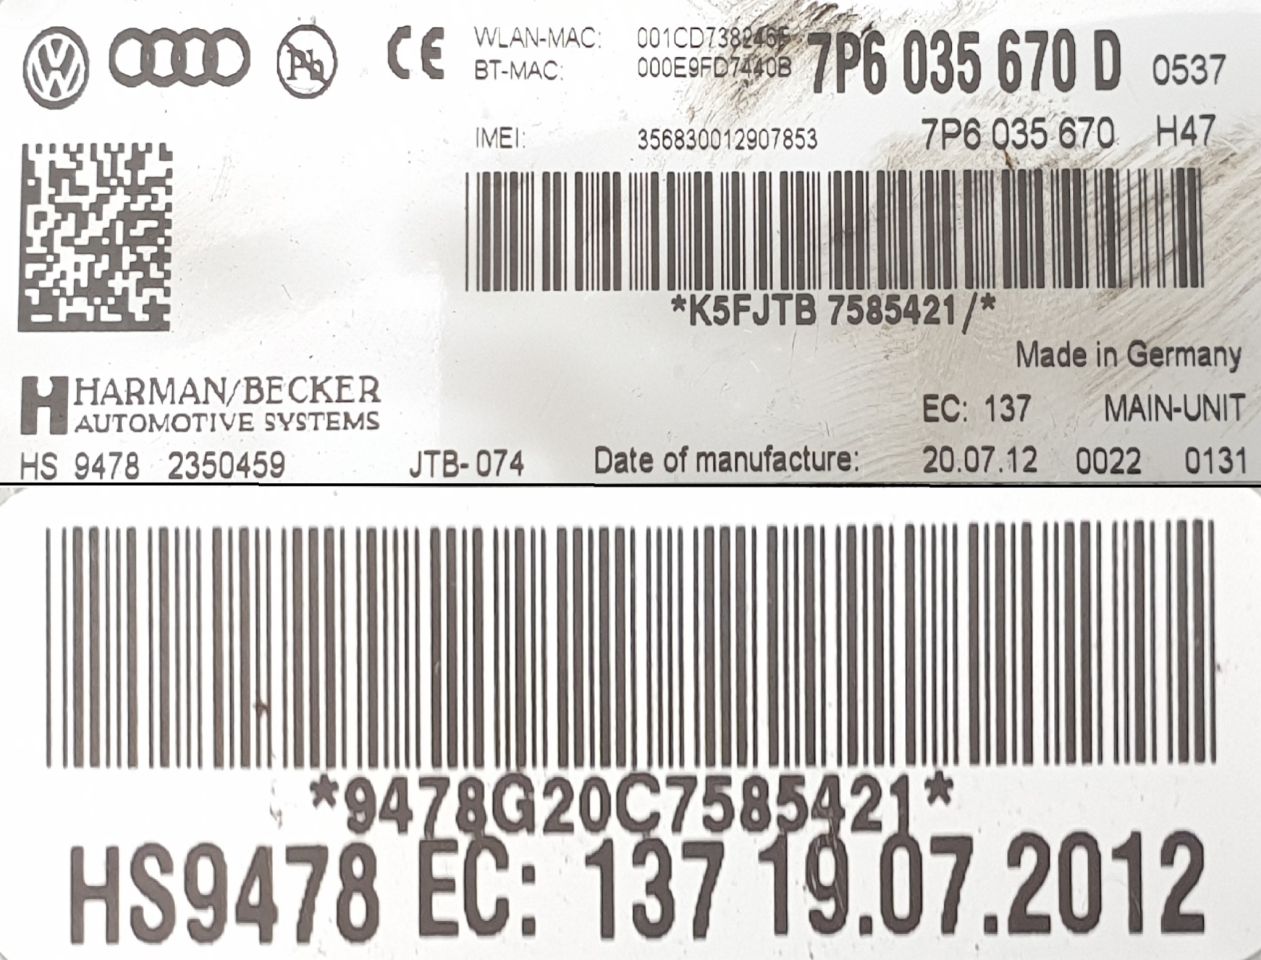 WLAN-MAC: 001CD738246F 7P6 035 670 D 0537
BT-MAC: 000E9FD7440B
IMEI: 356830012907853 7P6 035 670 H47
*K5FJTB 7585421/*
Made in Germany
HARMAN/BECKER
AUTOMOTIVE SYSTEMS
EC: 137 MAIN-UNIT
HS 9478 2350459 JTB-074 Date of manufacture: 20.07.12 0022 0131
*9478G20C7585421*
HS9478 EC: 137 19.07.2012